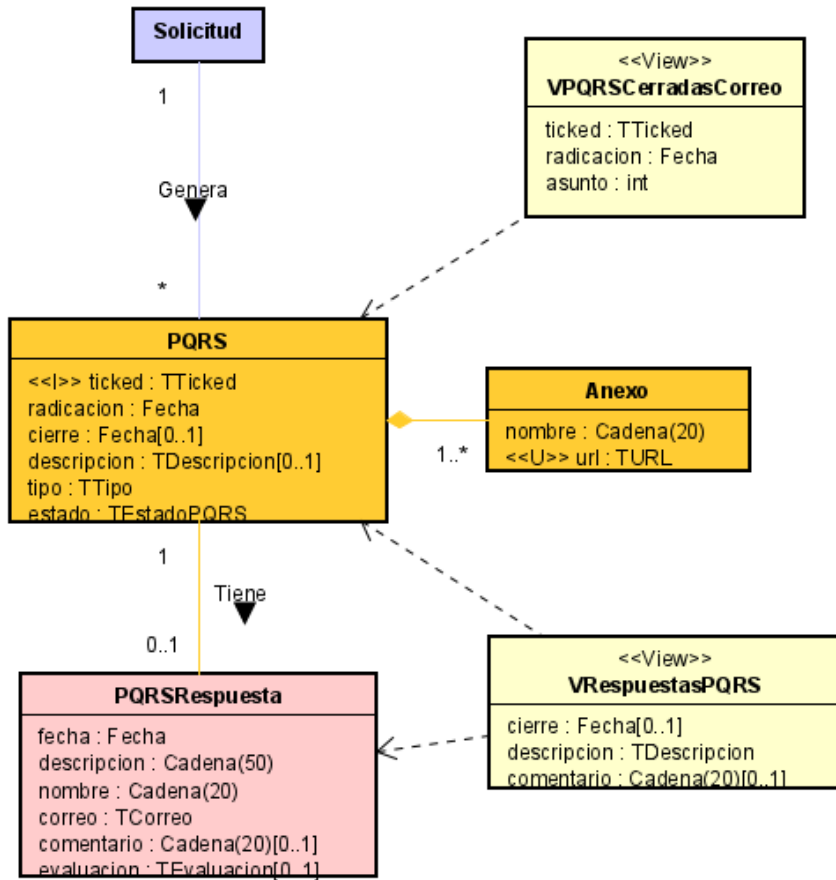 Solicitud
1
Genera
*
<<View>>
VPQRSCerradasCorreo
ticked : TTicked
radicacion : Fecha
asunto : int
PQRS
<<I>> ticked : TTicked
radicacion : Fecha
cierre : Fecha[0..1]
descripcion : TDescripcion[0..1]
tipo : TTipo
estado : TEstadoPQRS
Anexo
nombre : Cadena(20)
<<U>> url : TURL
1..*
1
Tiene
0..1
PQRSRespuesta
fecha : Fecha
descripcion : Cadena(50)
nombre : Cadena(20)
correo : TCorreo
comentario : Cadena(20)[0..1]
evaluacion : TEvaluacion[0..1]
<<View>>
VRespuestasPQRS
cierre : Fecha[0..1]
descripcion : TDescripcion
comentario : Cadena(20)[0..1]